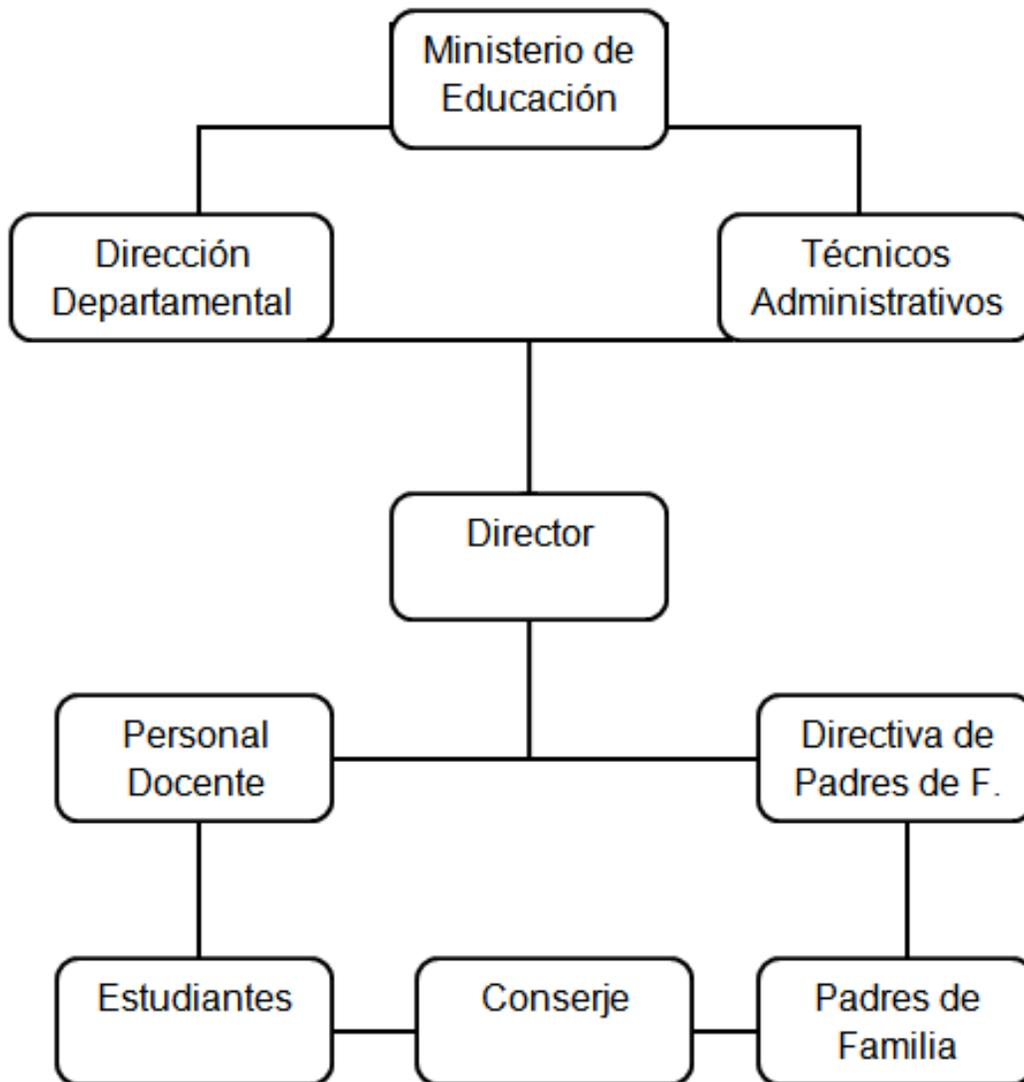 Ministerio de
Educación
Dirección
Departamental
Técnicos
Administrativos
Director
Personal
Docente
Directiva de
Padres de F.
Estudiantes
Conserje
Padres de
Familia